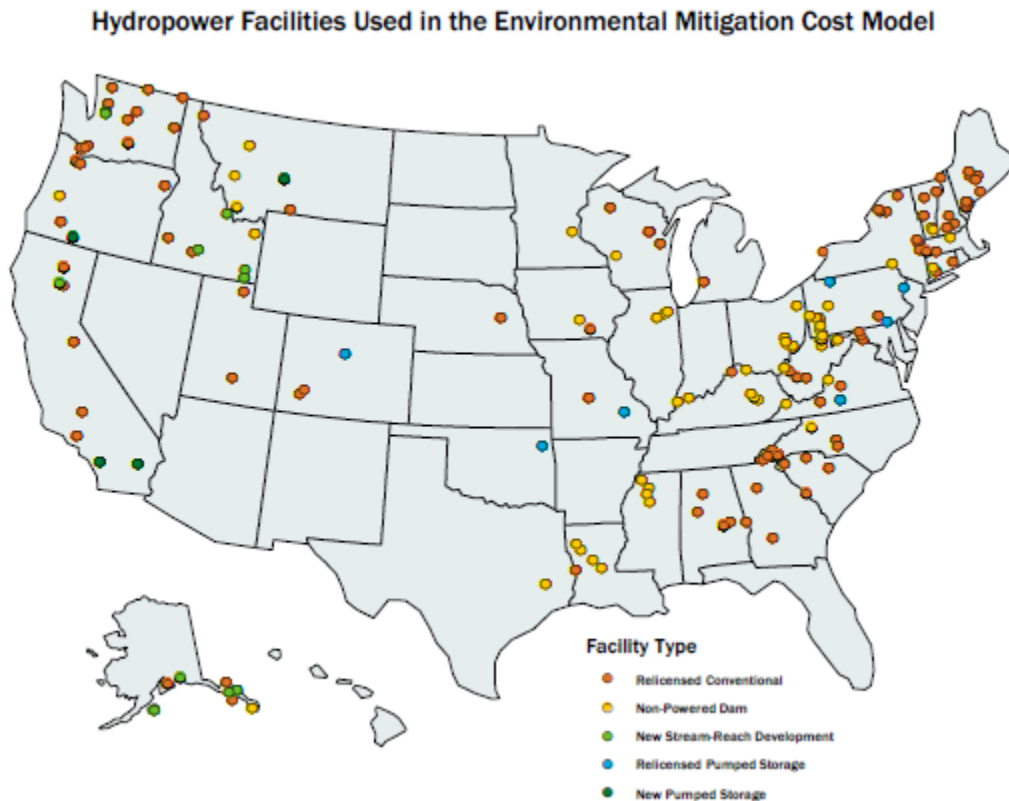 Hydropower Facilities Used in the Environmental Mitigation Cost Model
Facility Type
Relicensed Conventional
Non-Powered Dam
New Stream-Reach Development
Relicensed Pumped Storage
New Pumped Storage